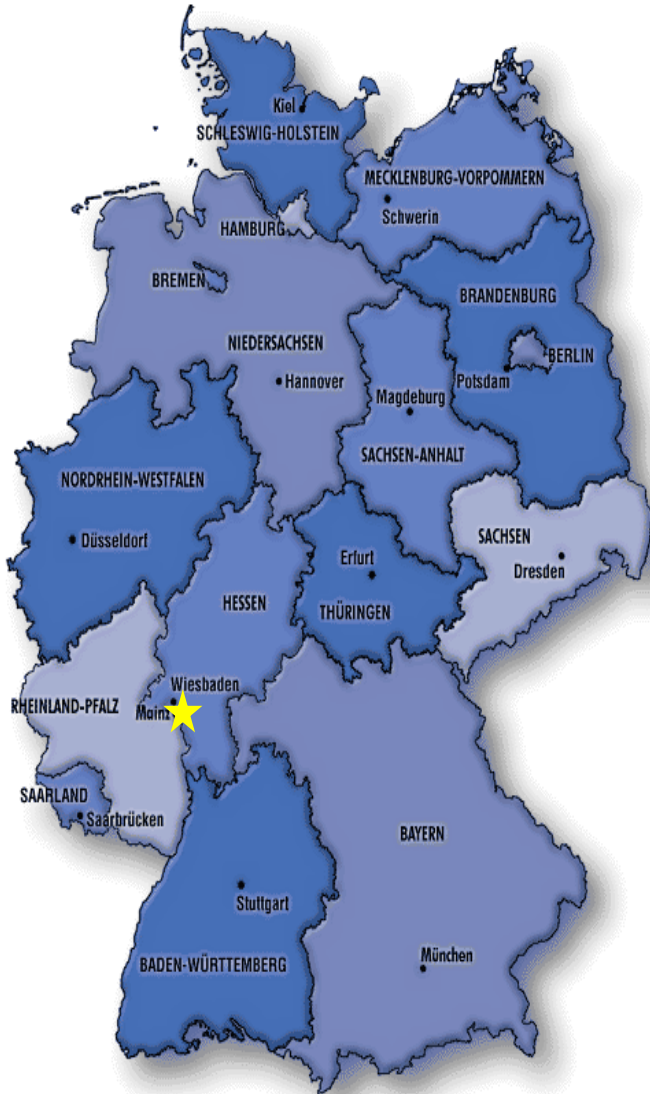 Kiel
SCHLESWIG-HOLSTEIN
MECKLENBURG-VORPOMMERN
Schwerin
HAMBURG
BREMEN
BRANDENBURG
NIEDERSACHSEN
BERLIN
Hannover
Potsdam
Magdeburg
SACHSEN-ANHALT
NORDRHEIN-WESTFALEN
SACHSEN
Düsseldorf
Erfurt
Dresden
HESSEN
THÜRINGEN
Wiesbaden
RHEINLAND-PFALZ
Mainz
SAARLAND
Saarbrücken
BAYERN
Stuttgart
München
BADEN-WÜRTTEMBERG